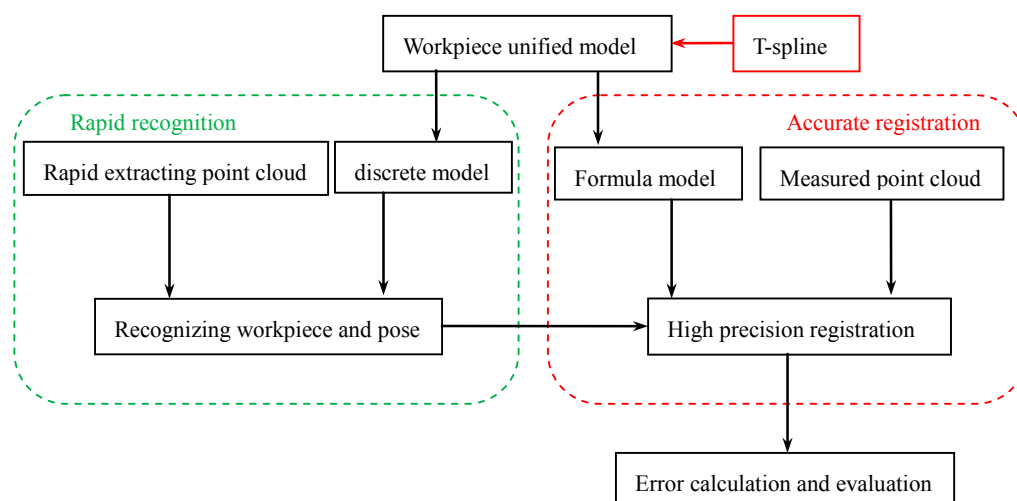 Workpiece unified model
T-spline
Rapid recognition
Accurate registration
Rapid extracting point cloud
discrete model
Formula model
Measured point cloud
Recognizing workpiece and pose
High precision registration
Error calculation and evaluation